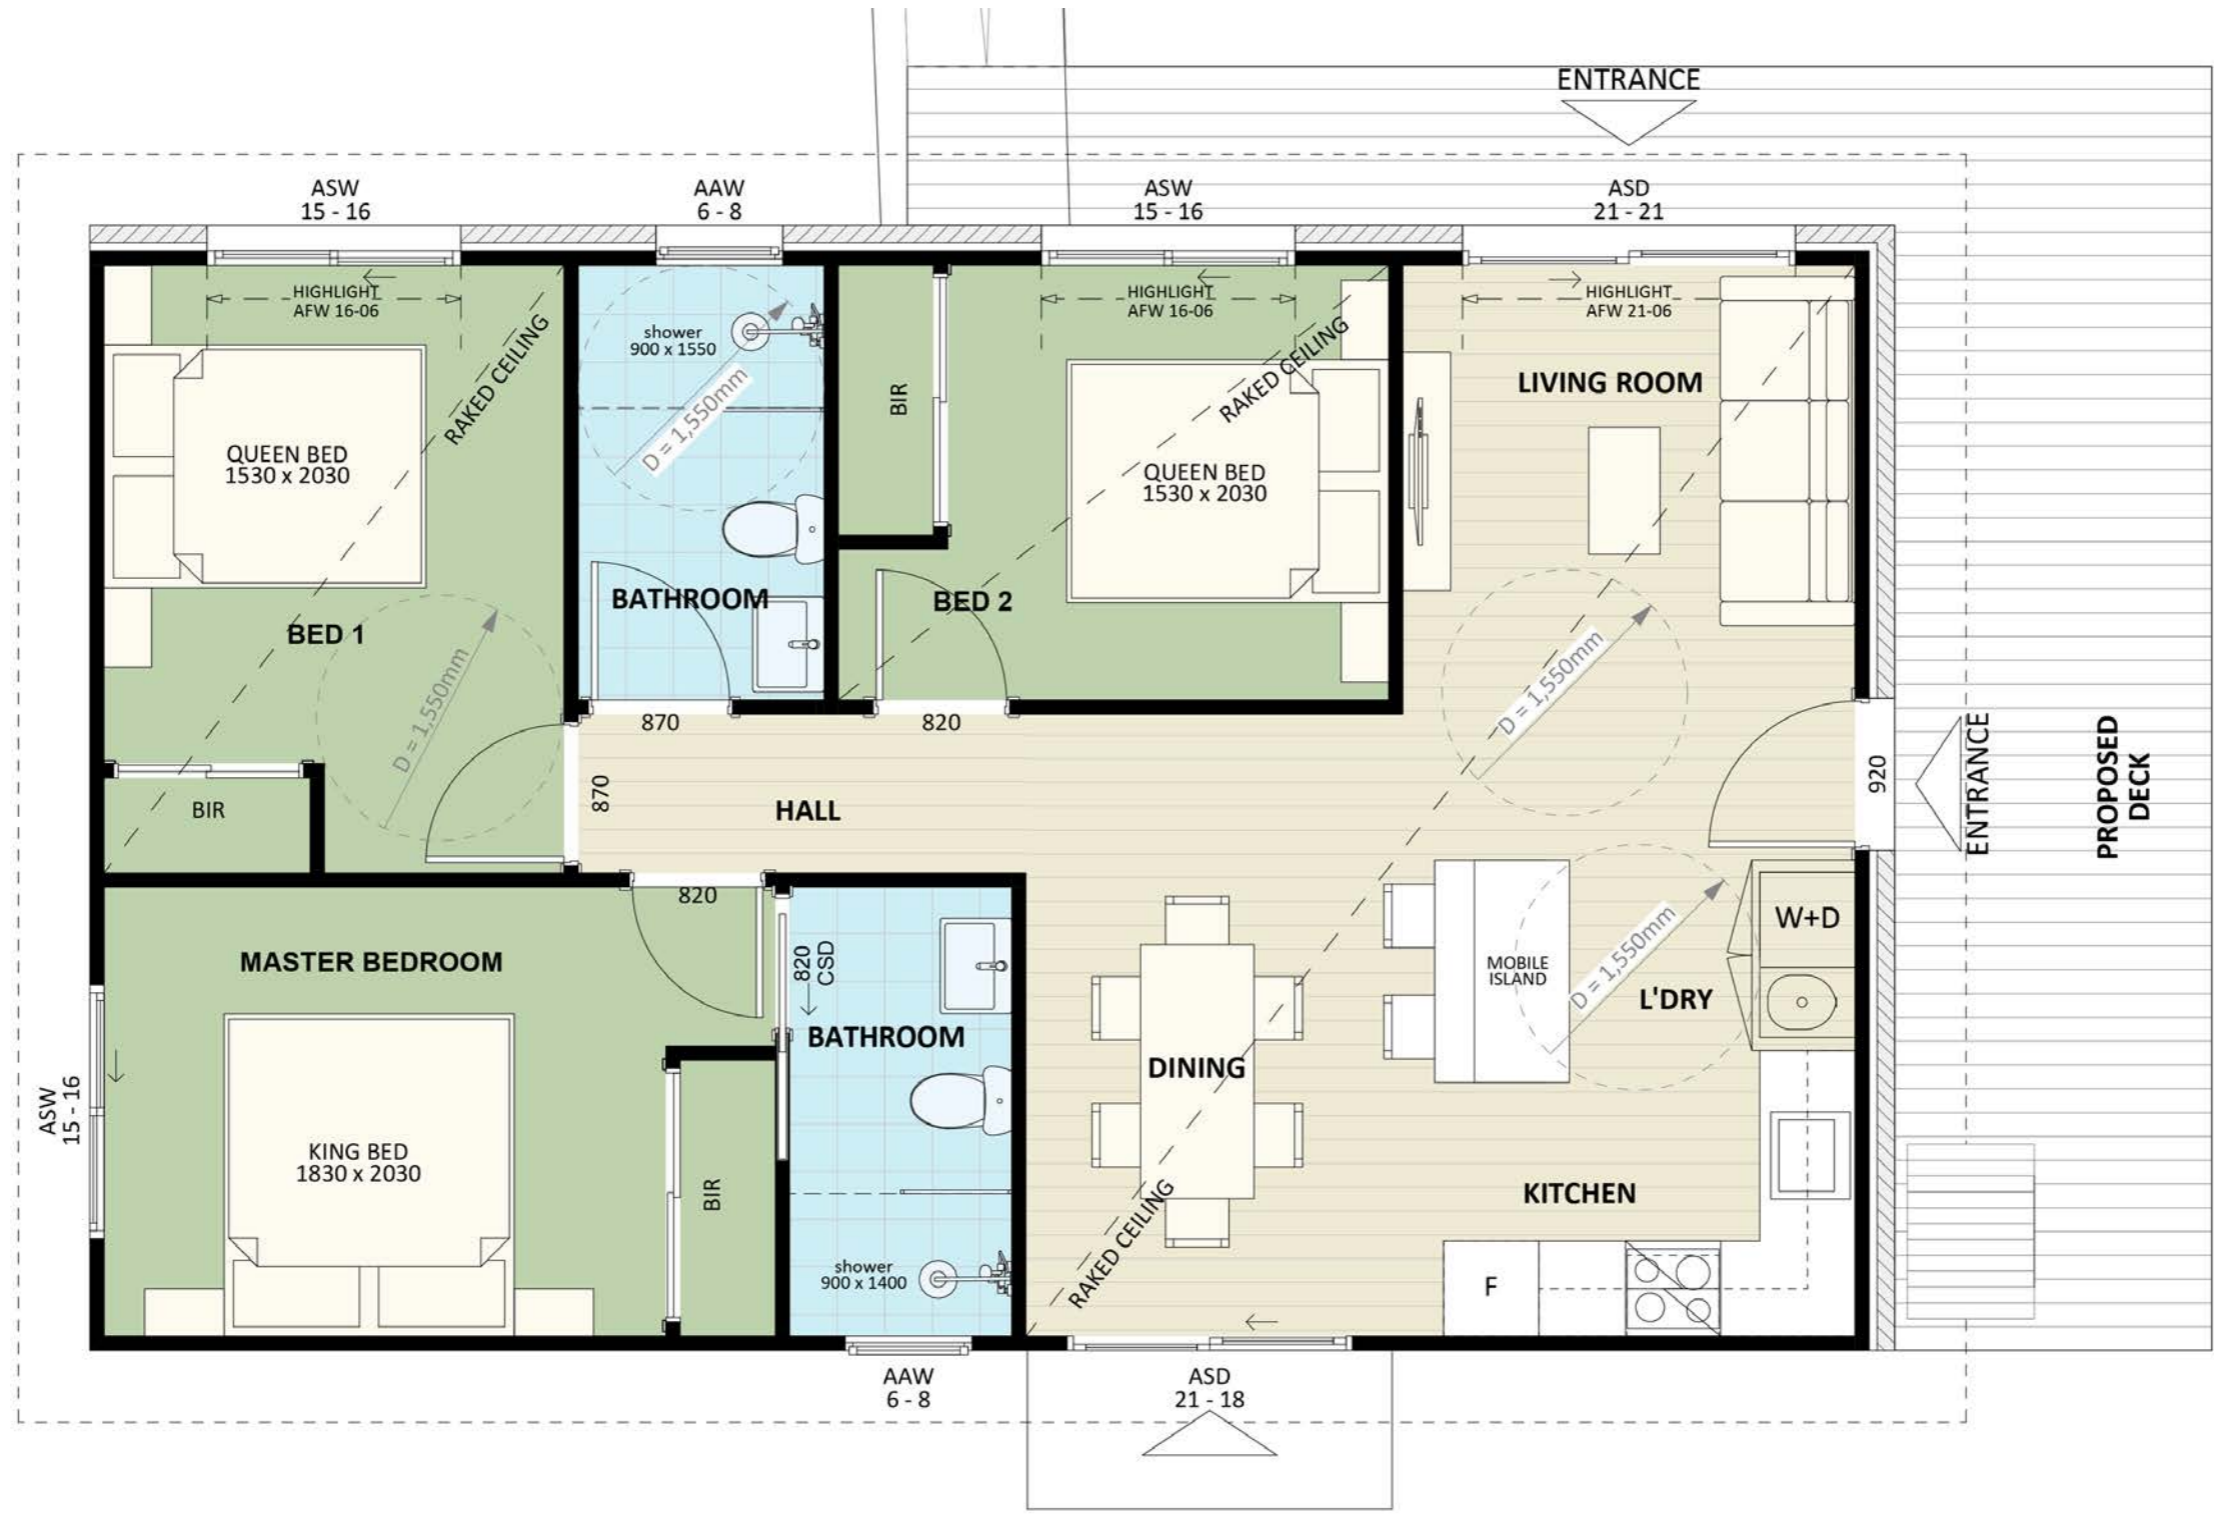 ENTRANCE
ASW
15 - 16
AAW
6 - 8
ASW
15 - 16
ASD
21 - 21
HIGHLIGHT
AFW 16-06
RAKED CEILING
shower
900 x 1550
D = 1,550mm
HIGHLIGHT
AFW 16-06
RAKED CEILING
HIGHLIGHT
AFW 21-06
LIVING ROOM
BIR
QUEEN BED
1530 x 2030
QUEEN BED
1530 x 2030
BED 1
BATHROOM
BED 2
D = 1,550mm
D = 1,550mm
870
820
870
920
ENTRANCE
PROPOSED
DECK
BIR
HALL
820
W+D
MASTER BEDROOM
820
CSD
BATHROOM
MOBILE
ISLAND
D = 1,550mm
L'DRY
DINING
ASW
15 - 16
KING BED
1830 x 2030
BIR
KITCHEN
RAKED CEILING
shower
900 x 1400
F
AAW
6 - 8
ASD
21 - 18